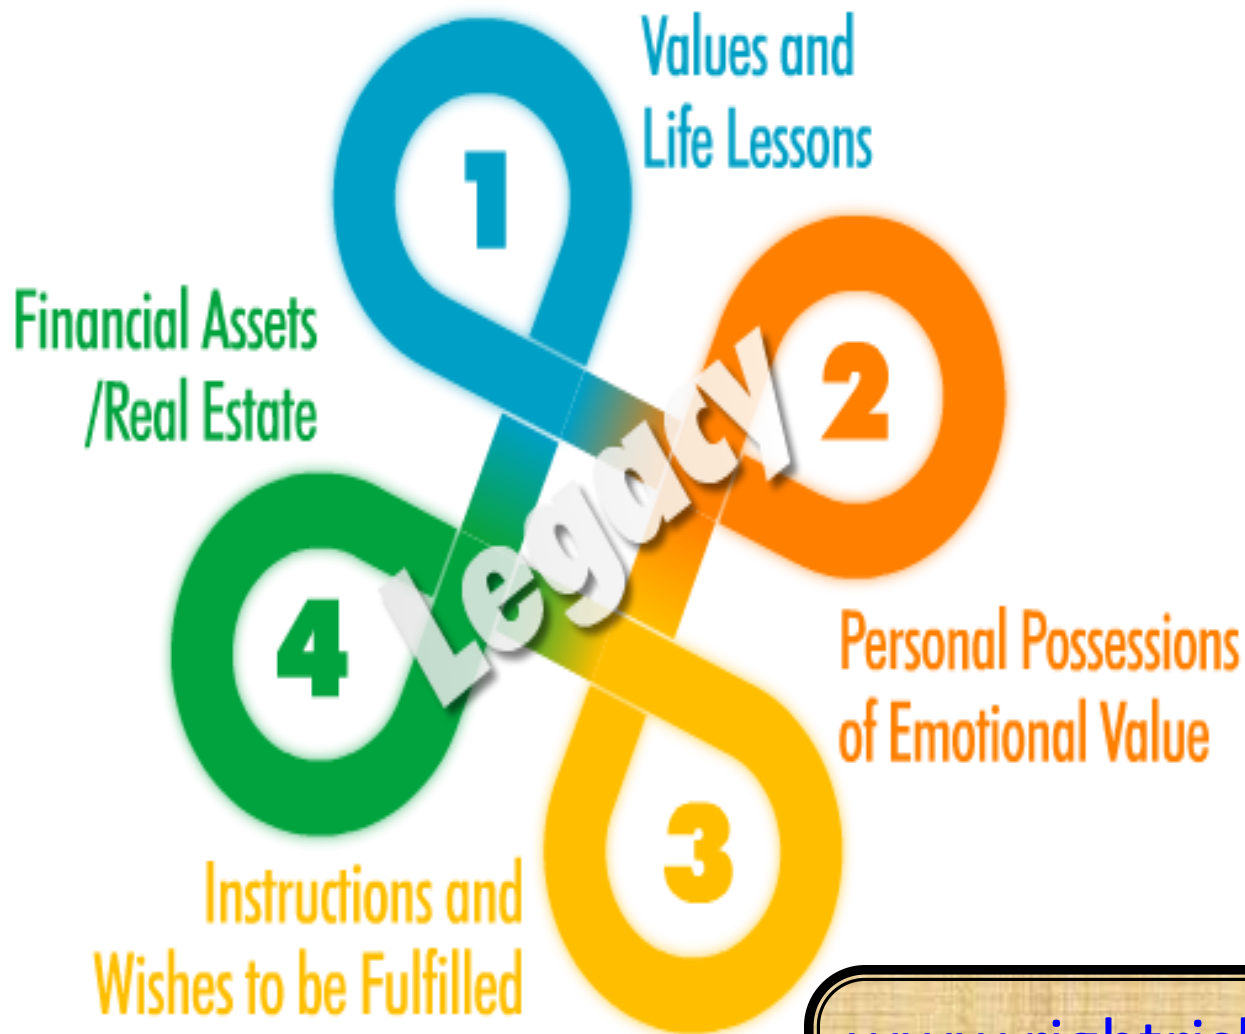 Values and
Life Lessons
1
Financial Assets
/Real Estate
2
Legacy
4
Personal Possessions
of Emotional Value
3
Instructions and
Wishes to be Fulfilled